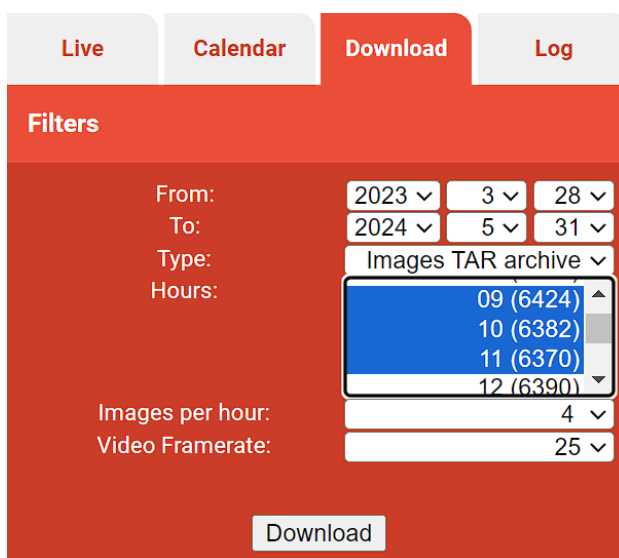 Live Calendar Download Log
Filters
From: 2023 3 28
To: 2024 5 31
Type: Images TAR archive
Hours: 09 (6424)
10 (6382)
11 (6370)
12 (6390)
Images per hour: 4
Video Framerate: 25
Download